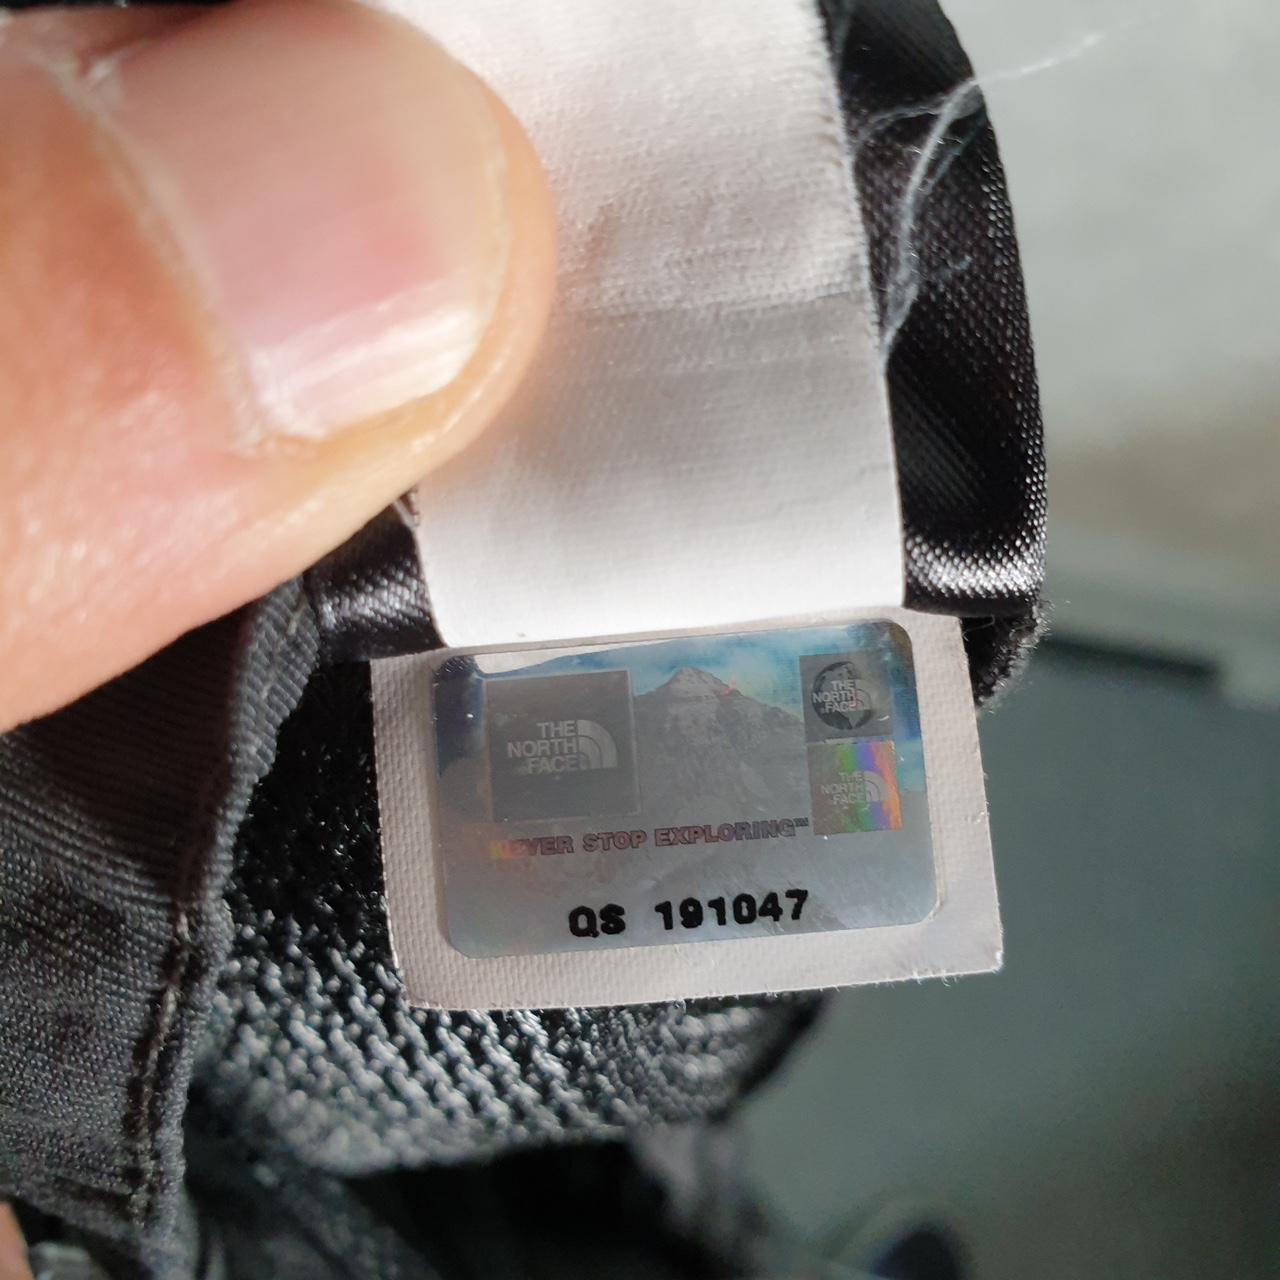 THE
NORTH
FACE
THE
NORTH
FACE
THE
NORTH
FACE
NEVER STOP EXPLORING™
QS 191047